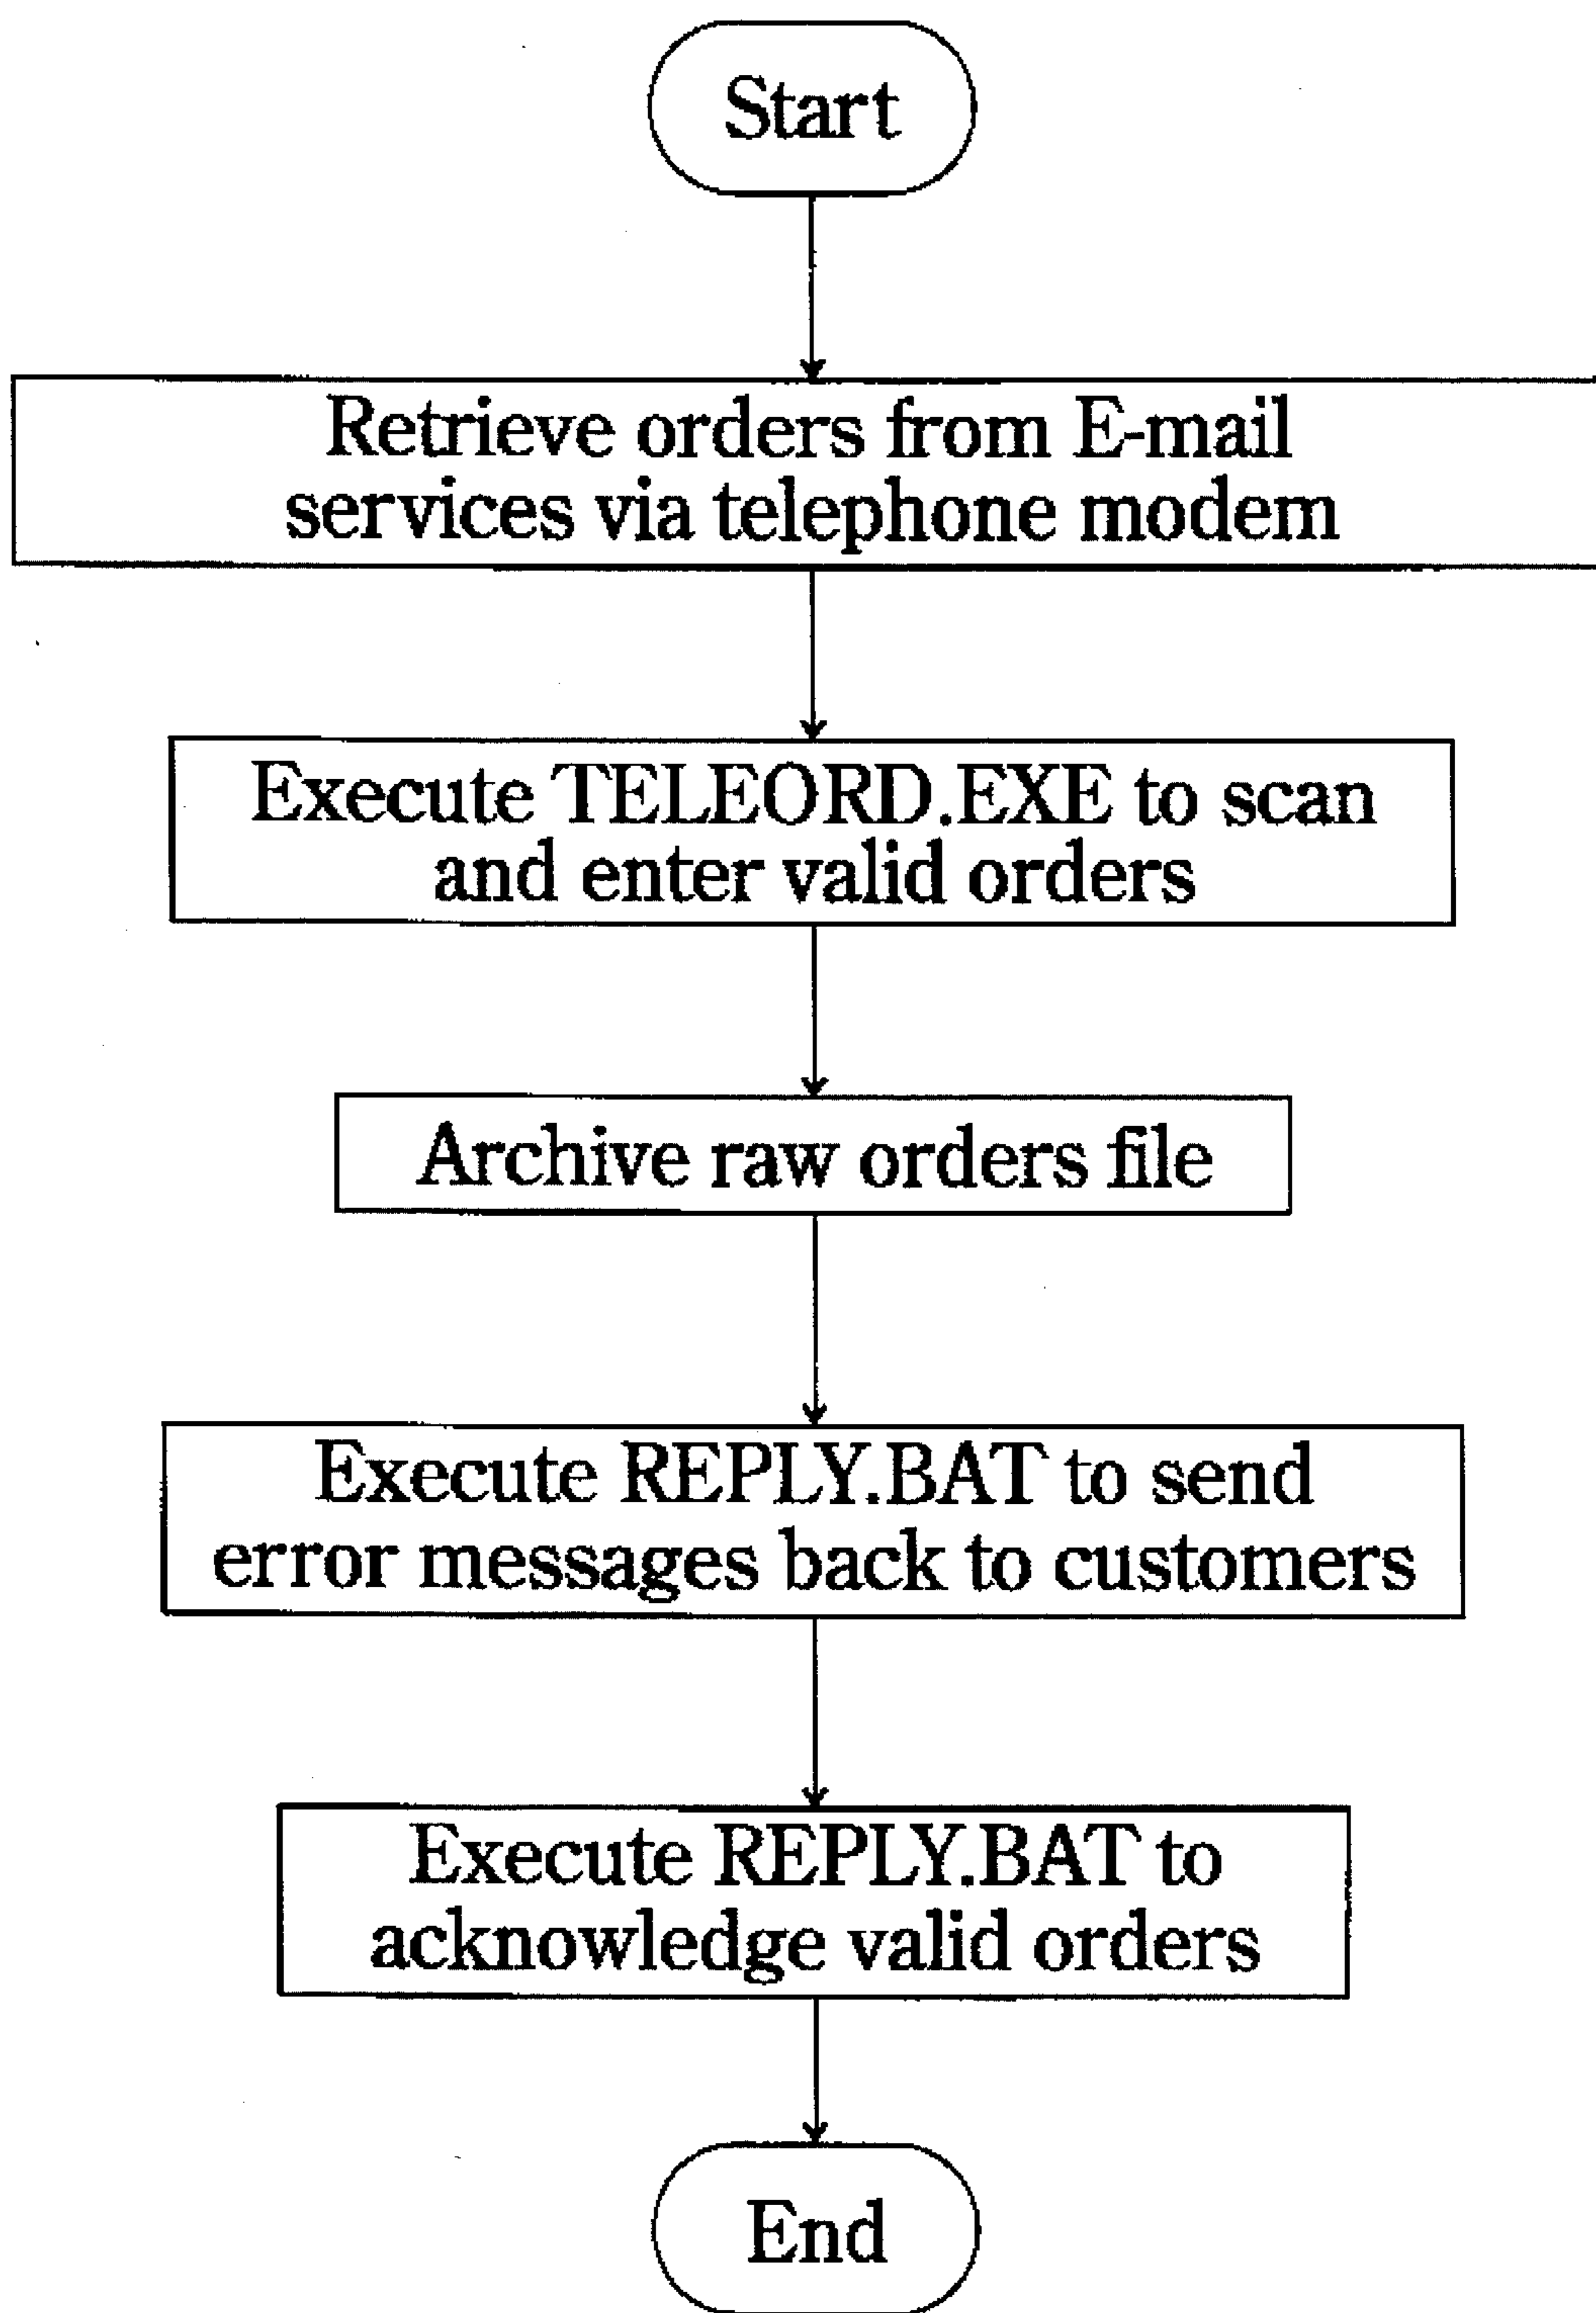 Start
Retrieve orders from E-mail
services via telephone modem
Execute TELEORD.EXE to scan
and enter valid orders
Archive raw orders file
Execute REPLY.BAT to send
error messages back to customers
Execute REPLY.BAT to
acknowledge valid orders
End